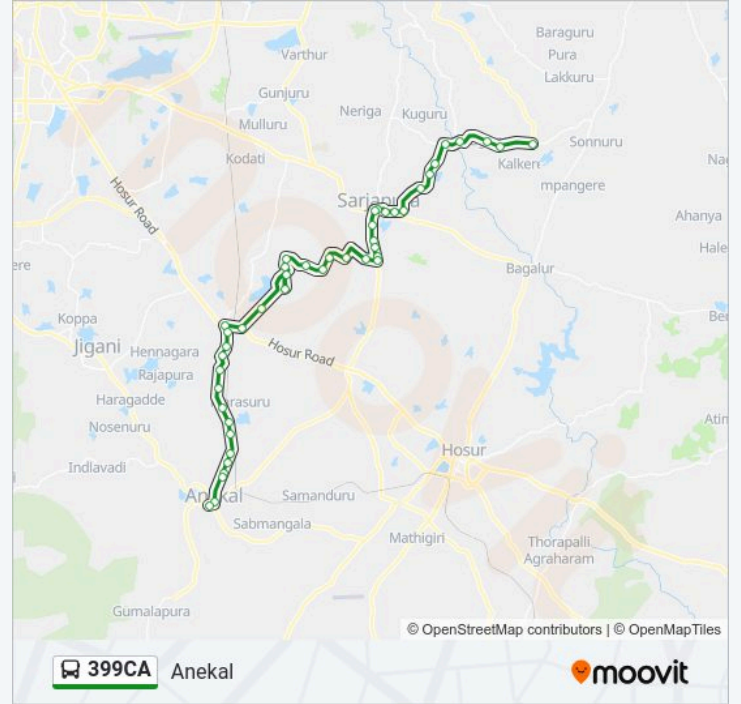 Baraguru
Pura
Lakkuru
Varthur
Gunjuru
Neriga
Kuguru
Mulluru
Sonnuru
Kodati
Kalken
mpangere
Hosur Road
Ahanya
Bagalur
Koppa
Jigani
Hennagara
Hosur Road
Rajapura
Haragadde
arasuru
Nosenuru
Hosur
Indlavadi
Anekal
Samanduru
Sabmangala
Mathigiri
Thorapalli
Agraharam
Gumalapura
© OpenStreetMap contributors | © OpenMapTiles
399CA Anekal
moovit